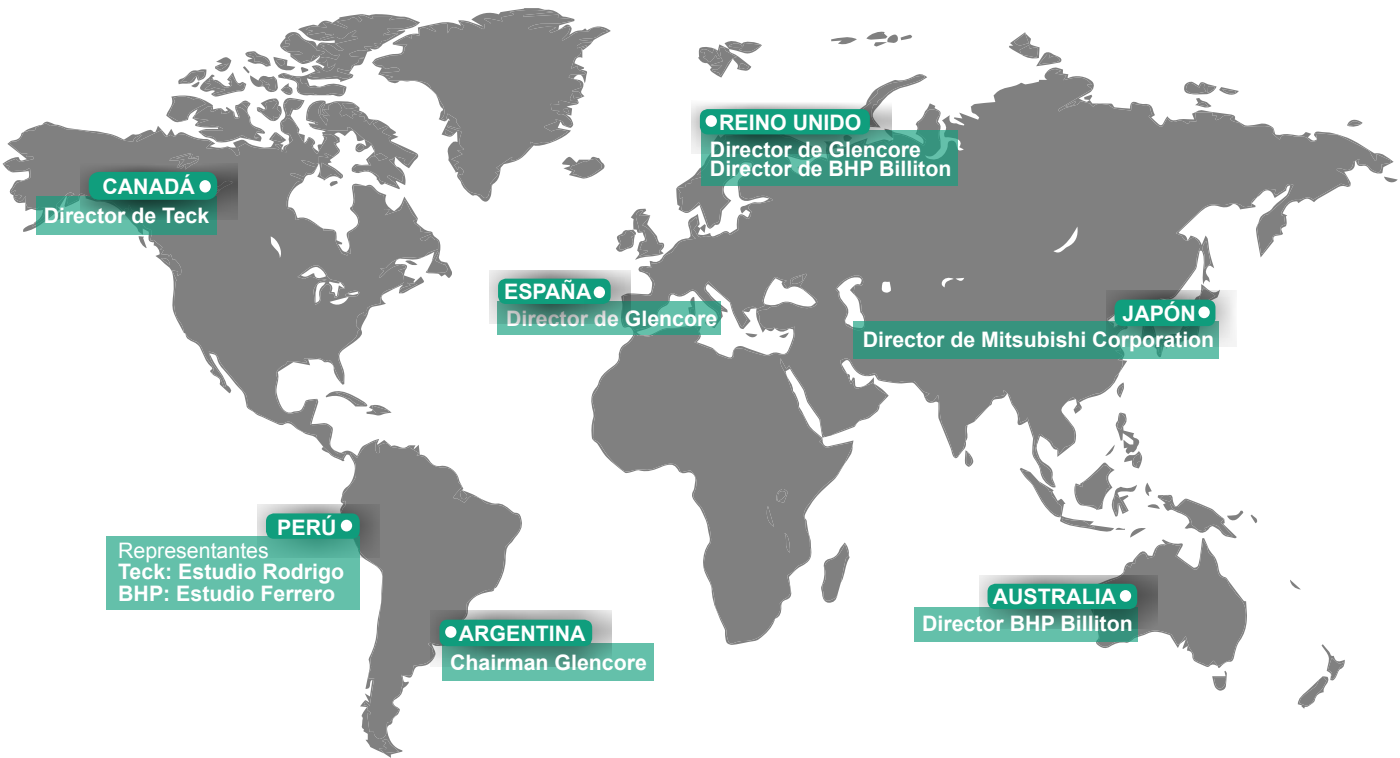 REINO UNIDO
Director de Glencore
Director de BHP Billiton
CANADÁ
Director de Teck
ESPAÑA
Director de Glencore
JAPÓN
Director de Mitsubishi Corporation
PERÚ
Representantes
Teck: Estudio Rodrigo
BHP: Estudio Ferrero
AUSTRALIA
Director BHP Billiton
ARGENTINA
Chairman Glencore